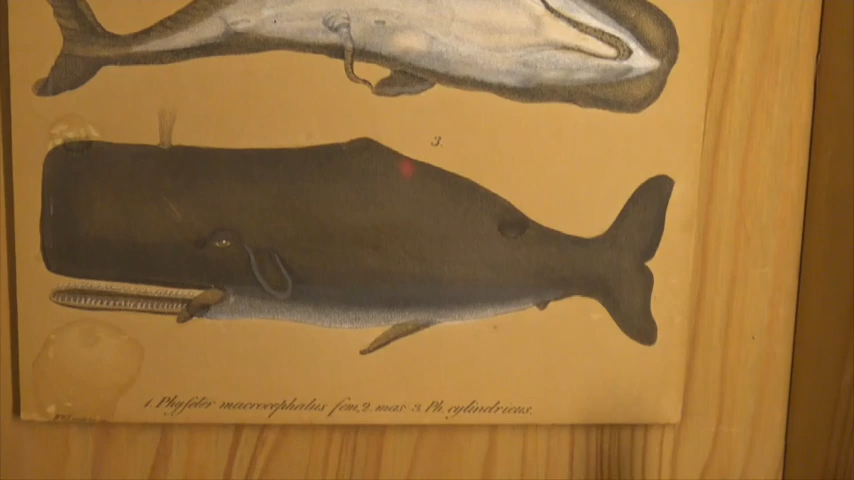 3.
1. Physeter macrocephalus fem, 2. mas. 3. Ph. cylindricus.